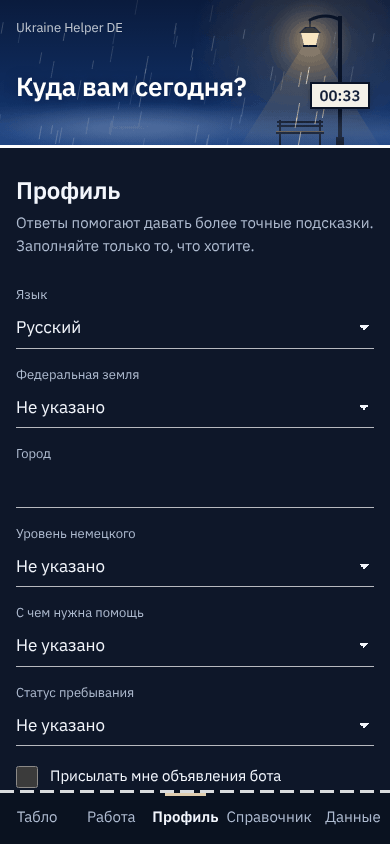 Ukraine Helper DE
Куда вам сегодня?
00:33
Профиль
Ответы помогают давать более точные подсказки.
Заполняйте только то, что хотите.
Язык
Русский
Федеральная земля
Не указано
Город
Уровень немецкого
Не указано
С чем нужна помощь
Не указано
Статус пребывания
Не указано
Присылать мне объявления бота
Табло Работа Профиль Справочник Данные